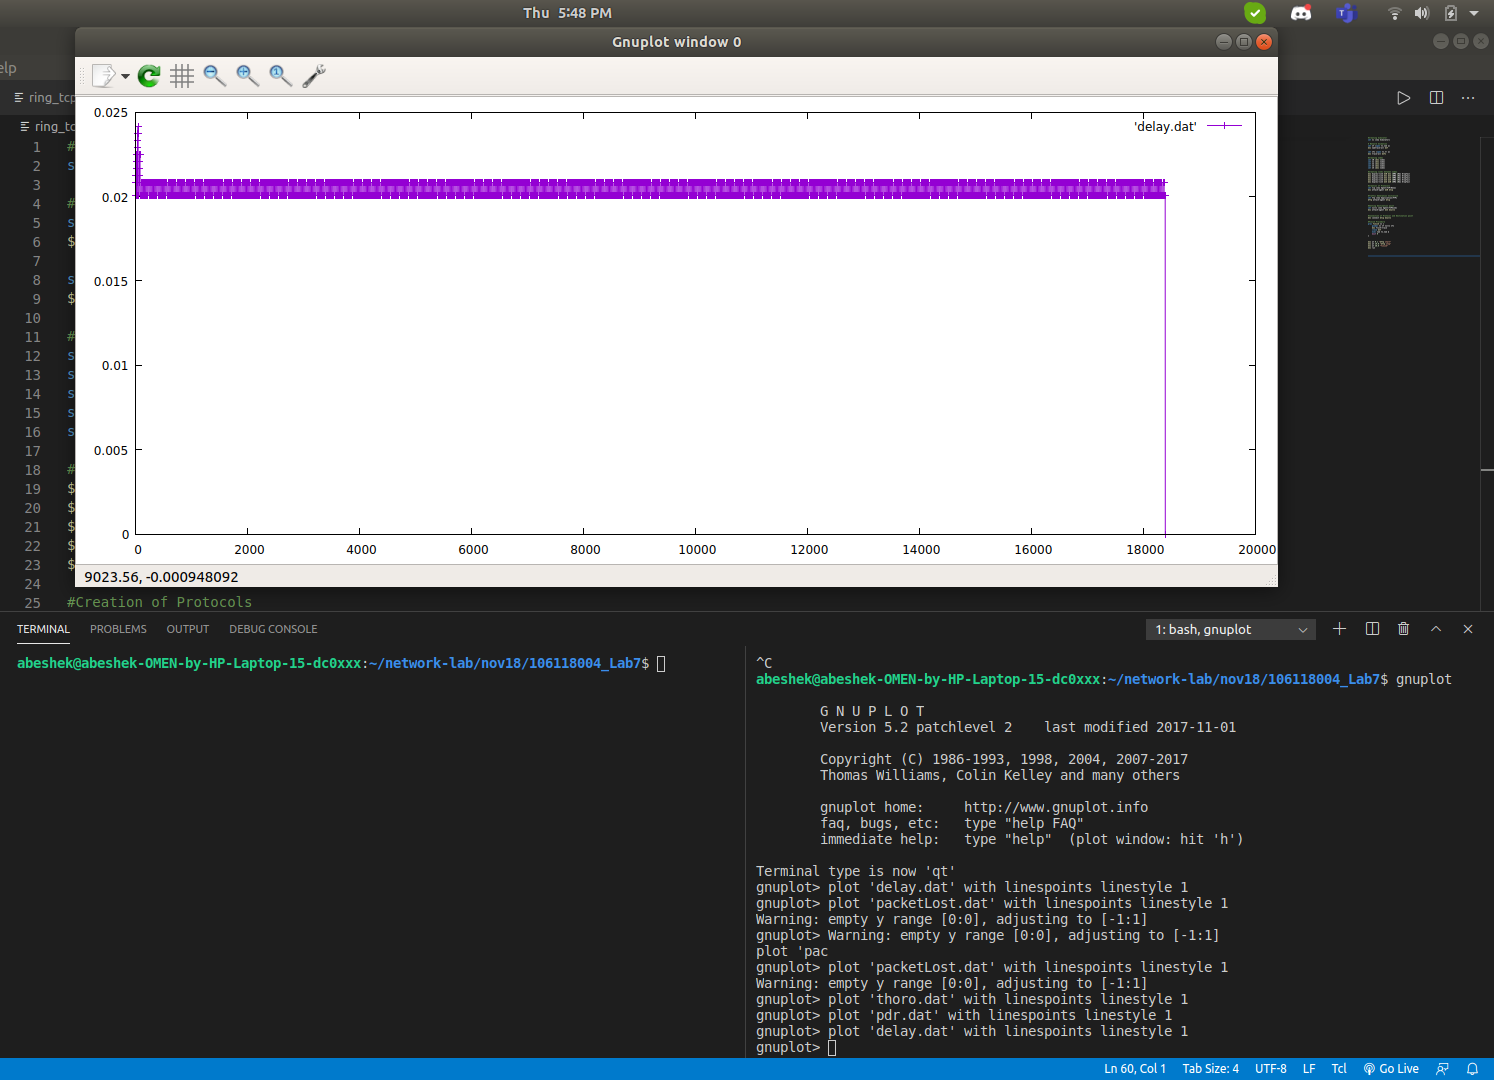 Thu 5:48 PM
Gnuplot window 0
elp
ring_tcp
ring_tc
'delay.dat'
0.025
0.02
0.015
0.01
0.005
0
0 2000 4000 6000 8000 10000 12000 14000 16000 18000 20000
9023.56, -0.000948092
1 #
2 s
3
4 #
5 s
6 $
7
8 s
9 $
10
11 #
12 s
13 s
14 s
15 s
16 s
17
18 #
19 $
20 $
21 $
22 $
23 $
24
25 #Creation of Protocols
TERMINAL PROBLEMS OUTPUT DEBUG CONSOLE
1: bash, gnuplot
abeshek@abeshek-OMEN-by-HP-Laptop-15-dc0xxx:~/network-lab/nov18/106118004_Lab7$
^C
abeshek@abeshek-OMEN-by-HP-Laptop-15-dc0xxx:~/network-lab/nov18/106118004_Lab7$ gnuplot
G N U P L O T
Version 5.2 patchlevel 2 last modified 2017-11-01
Copyright (C) 1986-1993, 1998, 2004, 2007-2017
Thomas Williams, Colin Kelley and many others
gnuplot home: http://www.gnuplot.info
faq, bugs, etc: type "help FAQ"
immediate help: type "help" (plot window: hit 'h')
Terminal type is now 'qt'
gnuplot> plot 'delay.dat' with linespoints linestyle 1
gnuplot> plot 'packetLost.dat' with linespoints linestyle 1
Warning: empty y range [0:0], adjusting to [-1:1]
gnuplot> Warning: empty y range [0:0], adjusting to [-1:1]
plot 'pac
gnuplot> plot 'packetLost.dat' with linespoints linestyle 1
Warning: empty y range [0:0], adjusting to [-1:1]
gnuplot> plot 'thoro.dat' with linespoints linestyle 1
gnuplot> plot 'pdr.dat' with linespoints linestyle 1
gnuplot> plot 'delay.dat' with linespoints linestyle 1
gnuplot>
Ln 60, Col 1 Tab Size: 4 UTF-8 LF Tcl Go Live